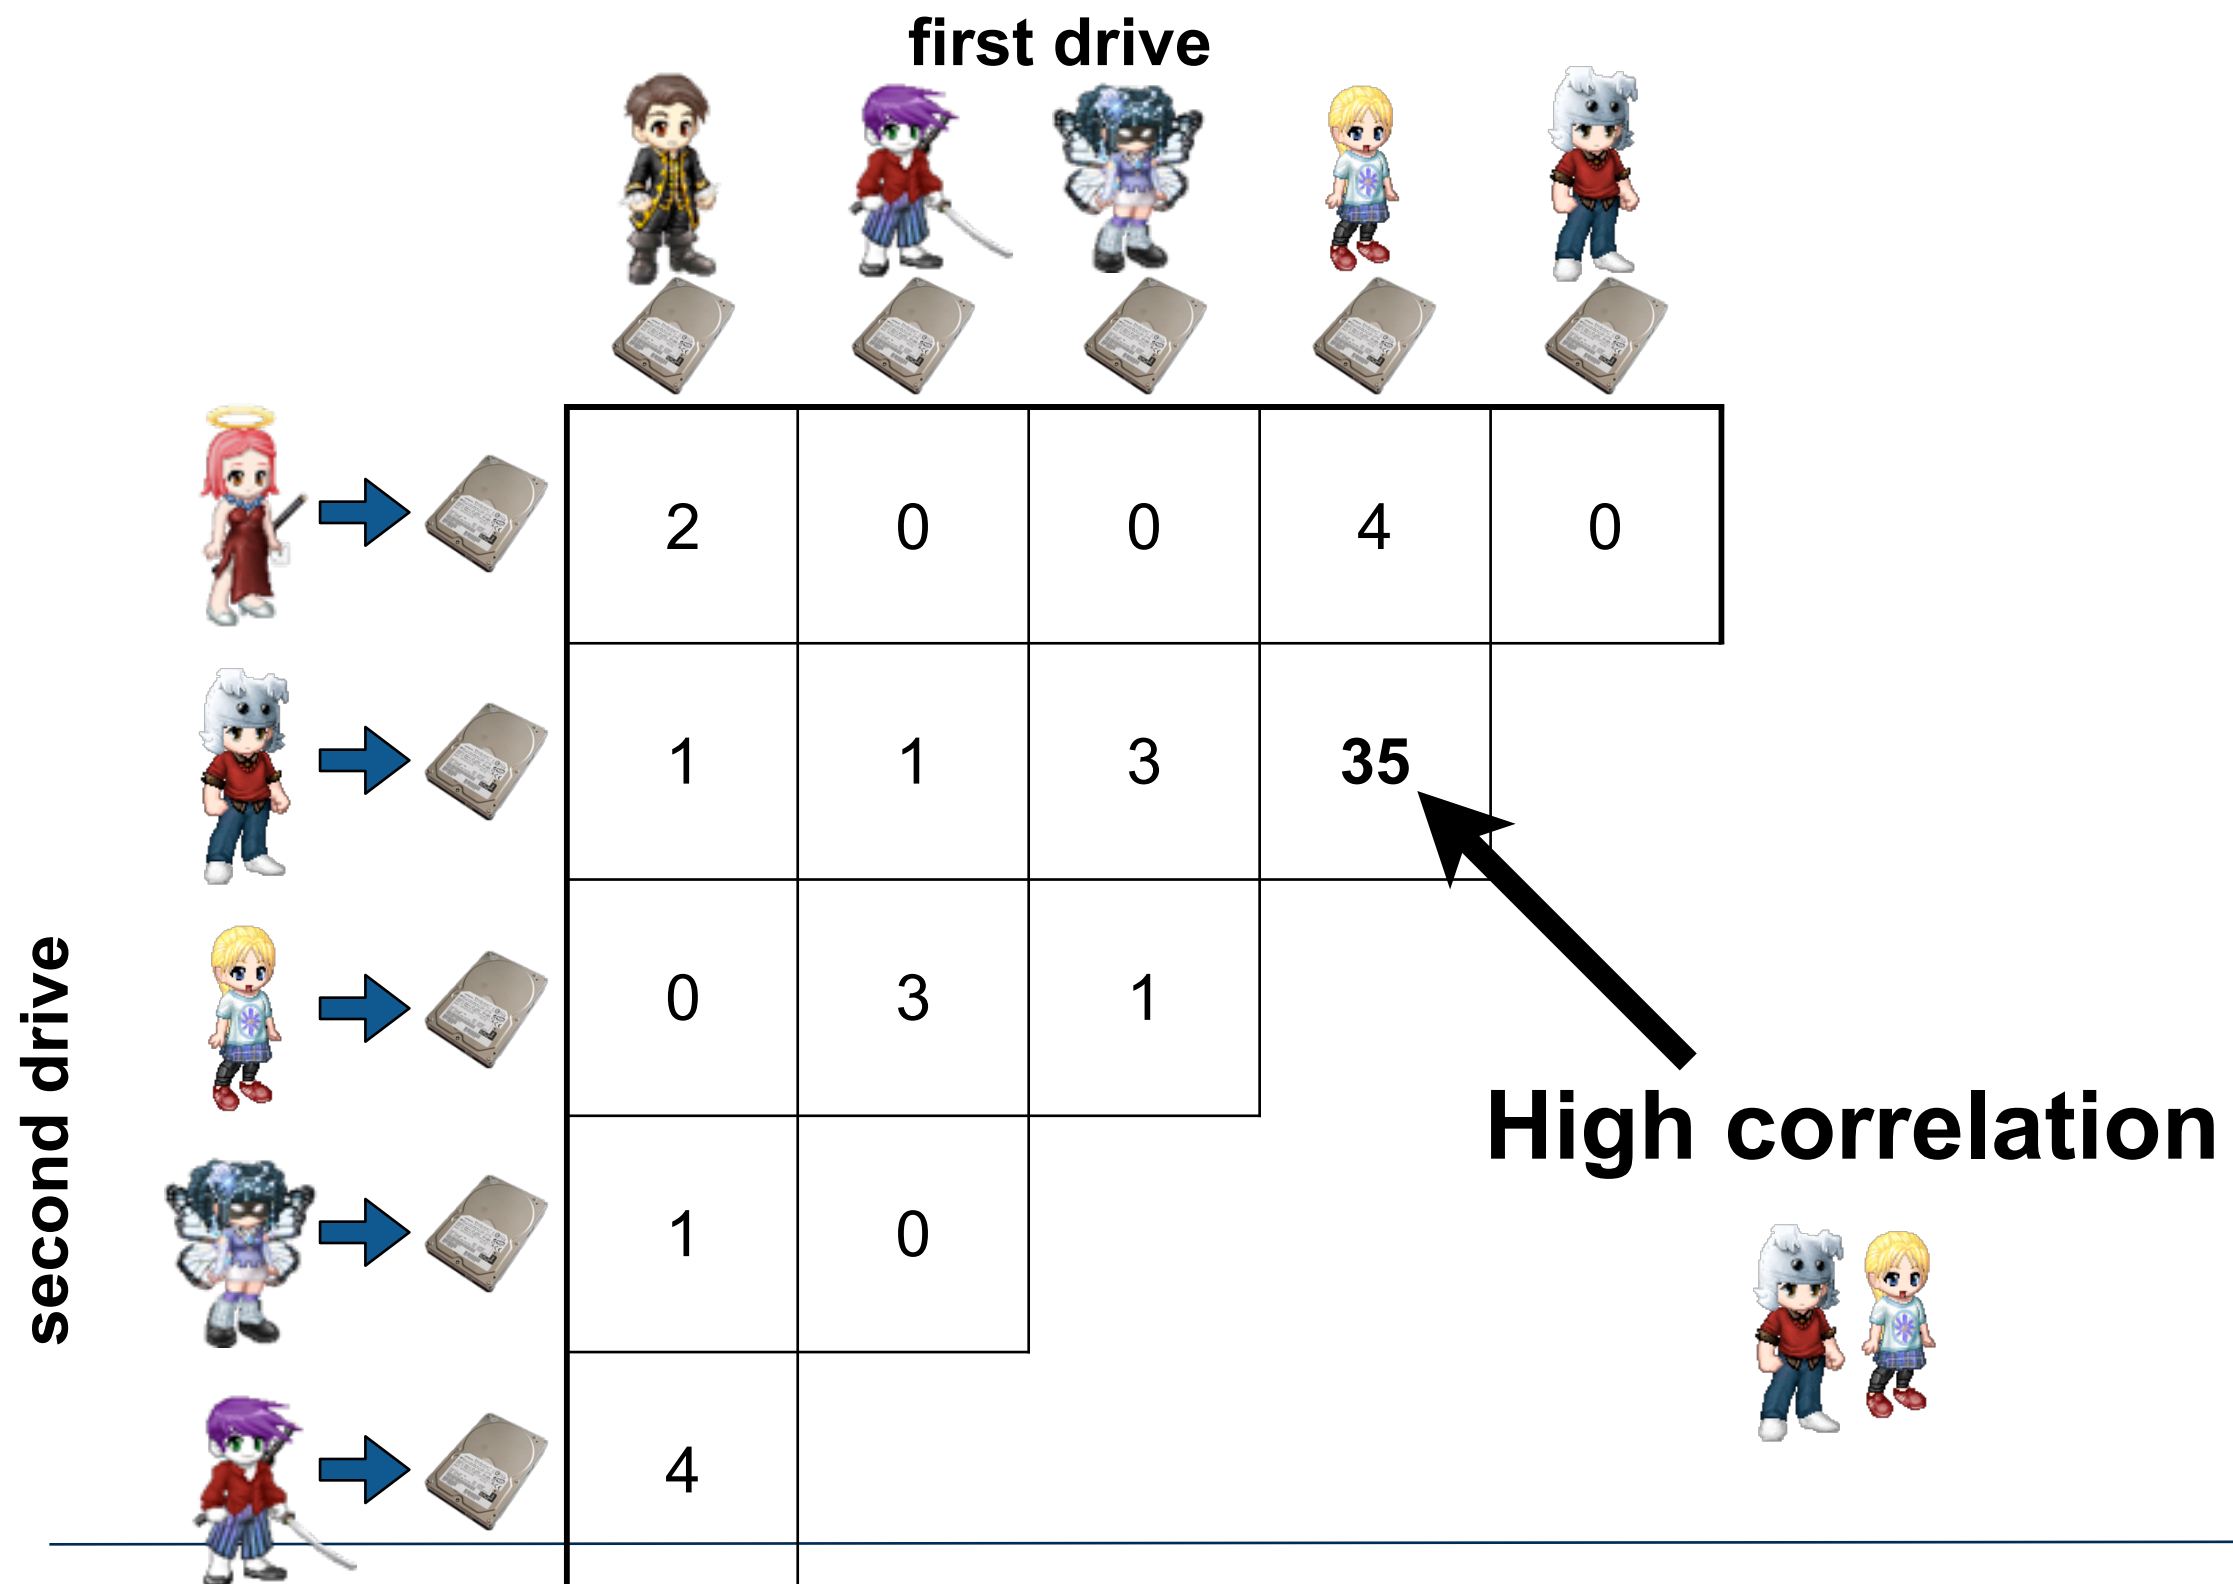 first drive
2 0 0 4 0
1 1 3 35
0 3 1
1 0
4
second drive
High correlation